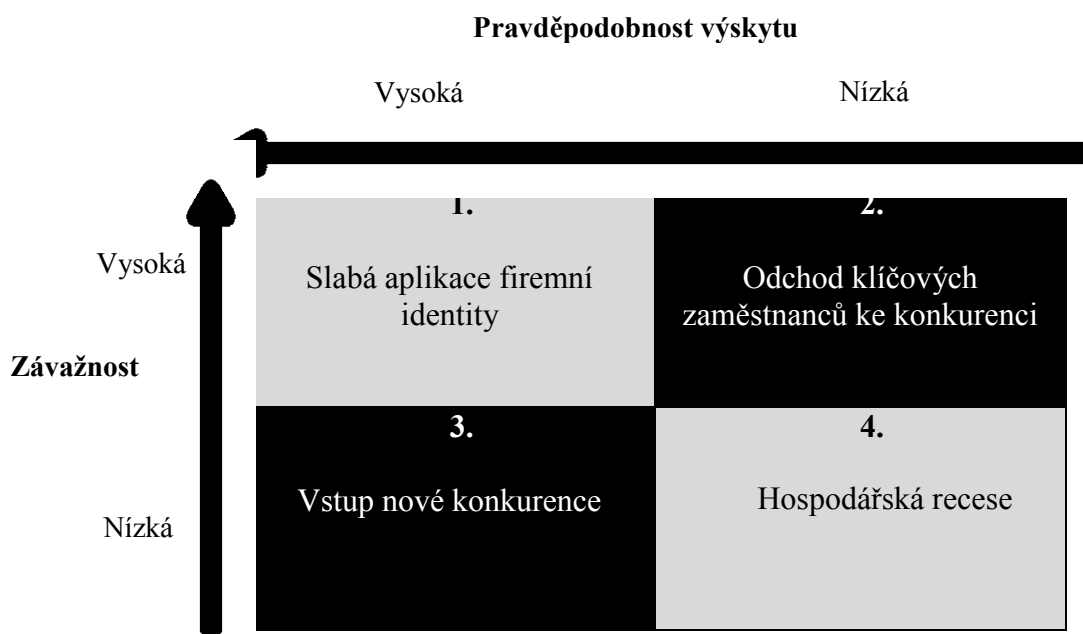 Pravděpodobnost výskytu
Vysoká
Nízká
1.
2.
Vysoká
Slabá aplikace firemní
identity
Odchod klíčových
zaměstnanců ke konkurenci
Závažnost
3.
4.
Vstup nové konkurence
Hospodářská recese
Nízká